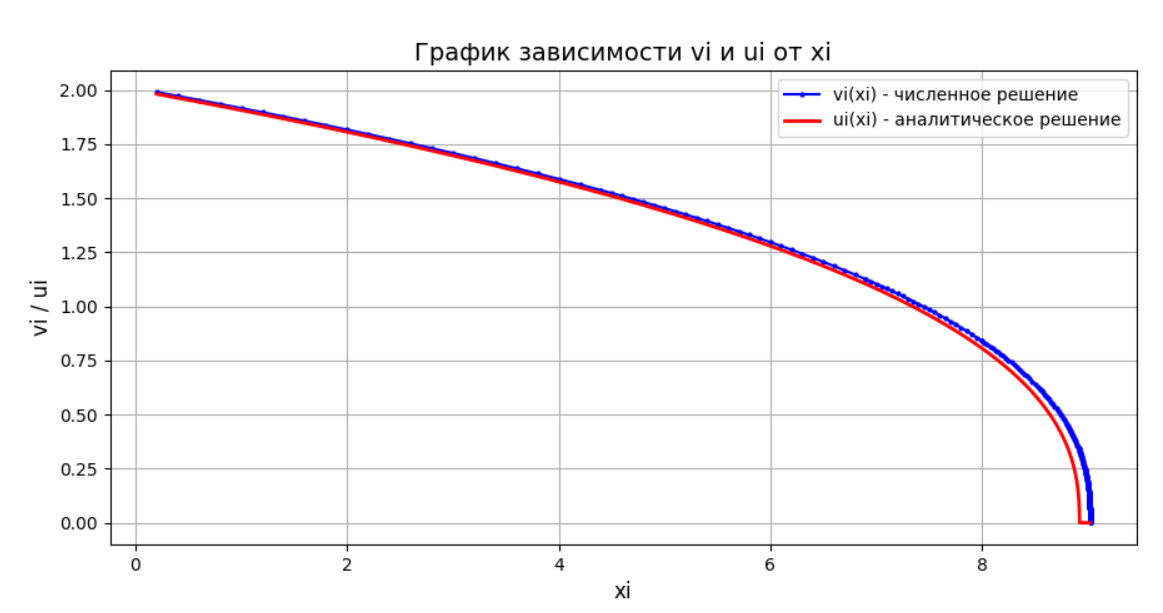 График зависимости vi и ui от xi
vi(xi) - численное решение
ui(xi) - аналитическое решение
vi / ui
2.00
1.75
1.50
1.25
1.00
0.75
0.50
0.25
0.00
0
2
4
6
8
xi